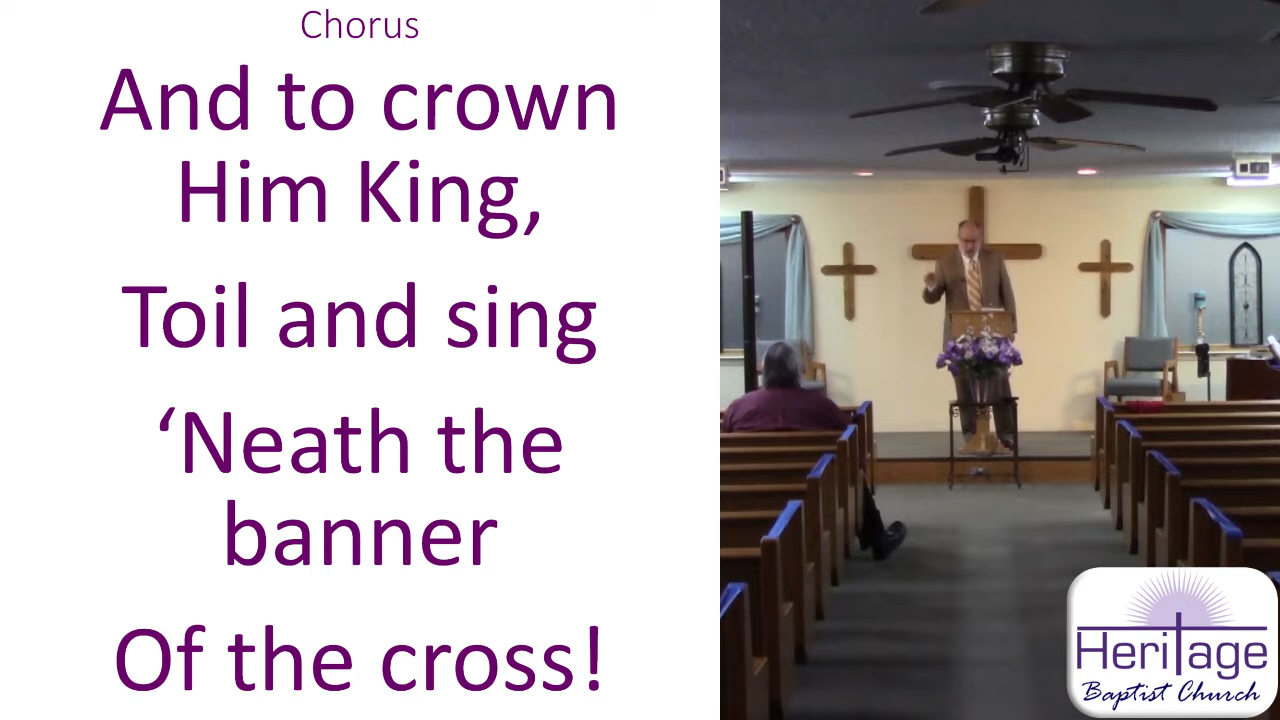 Chorus
And to crown
Him King,
Toil and sing
‘Neath the
banner
Of the cross!
Heritage
Baptist Church